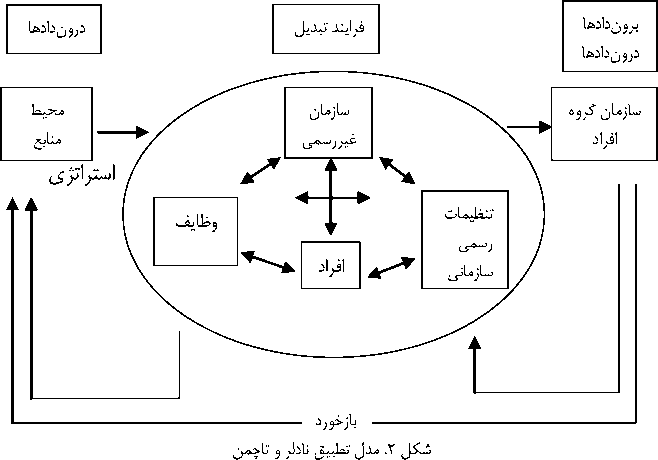 درون‌دادها
فرایند تبدیل
برون‌دادها
درون‌دادها
محیط
منابع
استراتژی
سازمان
غیررسمی
سازمان گروه
افراد
وظایف
تنظیمات
رسمی
سازمانی
افراد
بازخورد
شکل ۲. مدل تطبیق نادلر و تاچمن